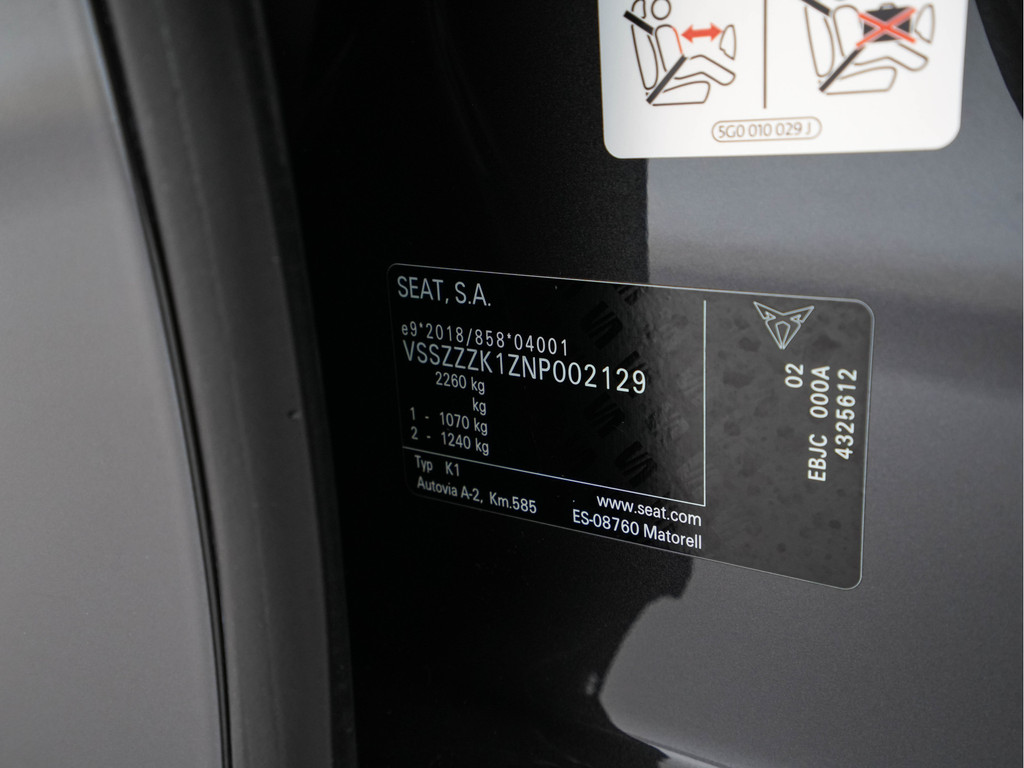 5G0 010 029 J
SEAT, S.A.
e9*2018/858*04001
VSSZZZK1ZNP002129
2260 kg
kg
1 - 1070 kg
2 - 1240 kg
Typ K1
Autovia A-2, Km.585
www.seat.com
ES-08760 Matorell
02
EBJC 000A
4325612